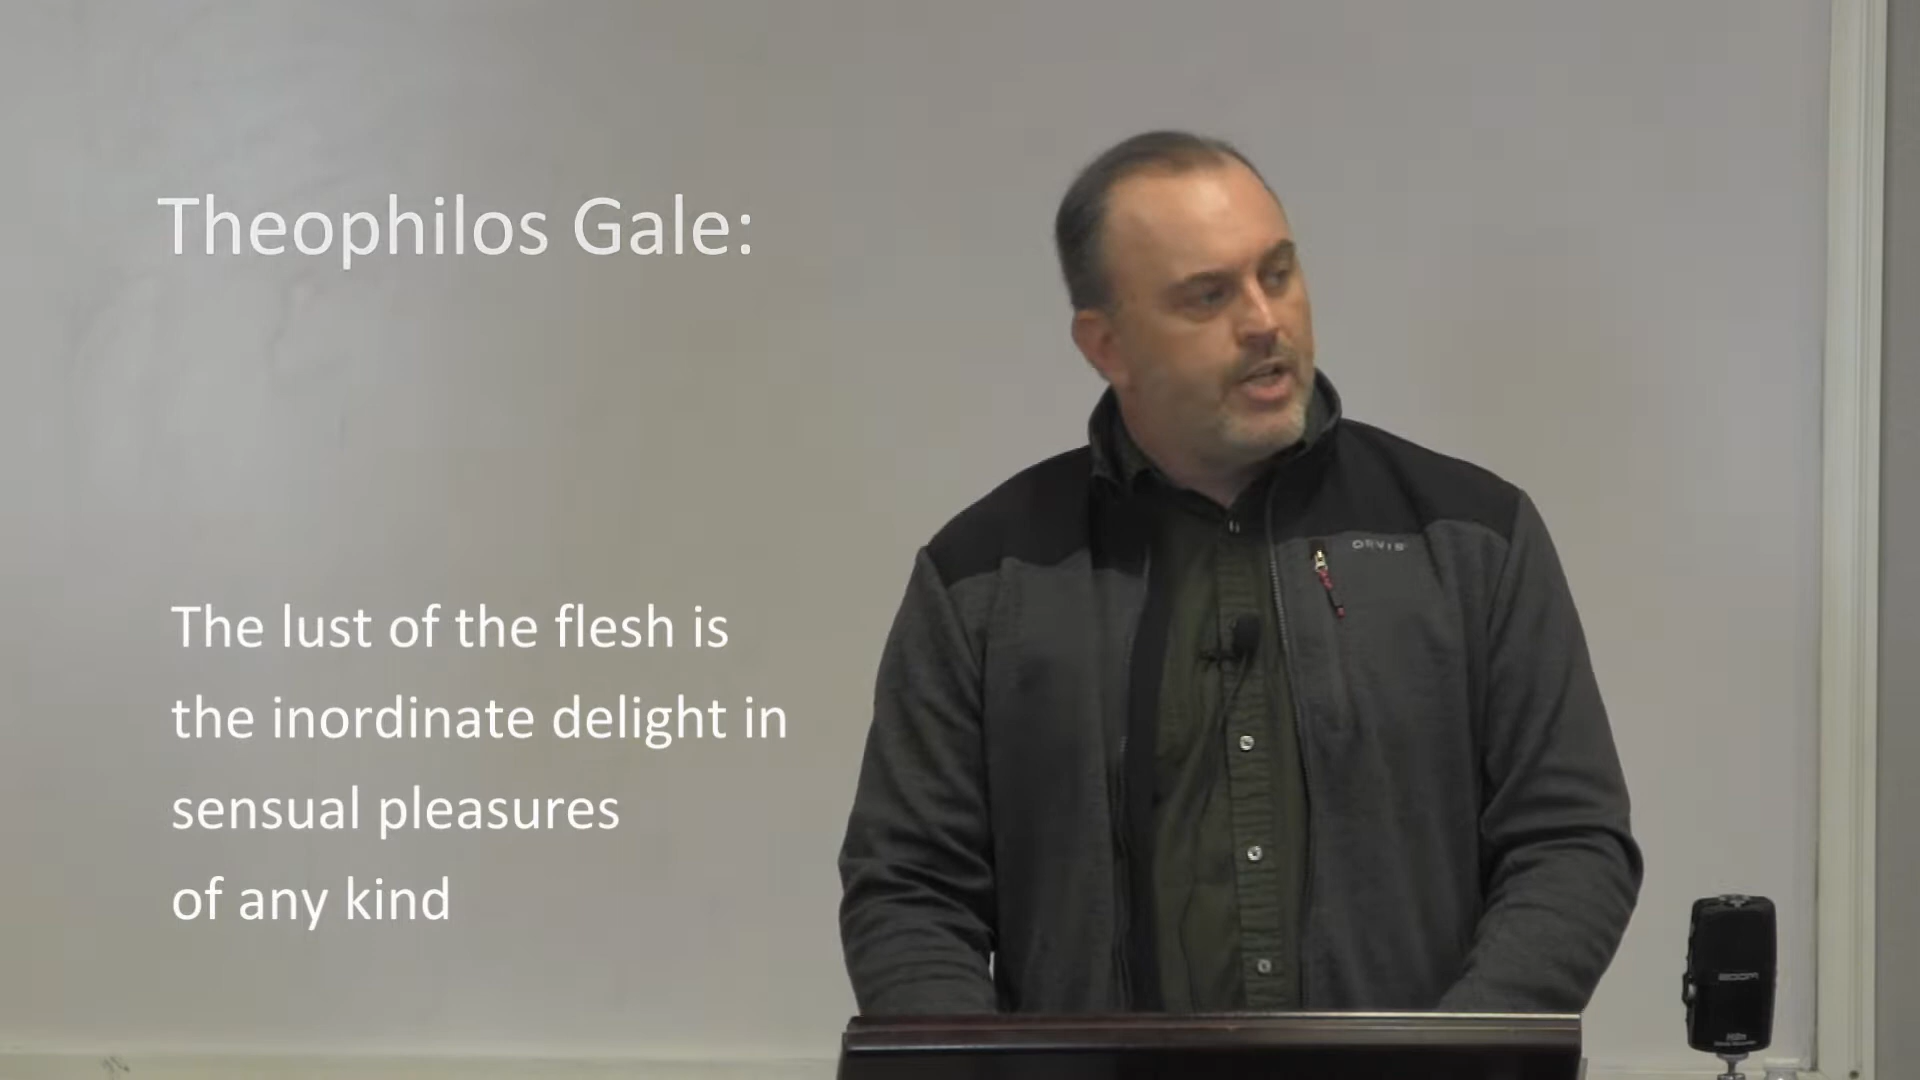 Theophilos Gale:
The lust of the flesh is
the inordinate delight in
sensual pleasures
of any kind
ORVIS
zoom